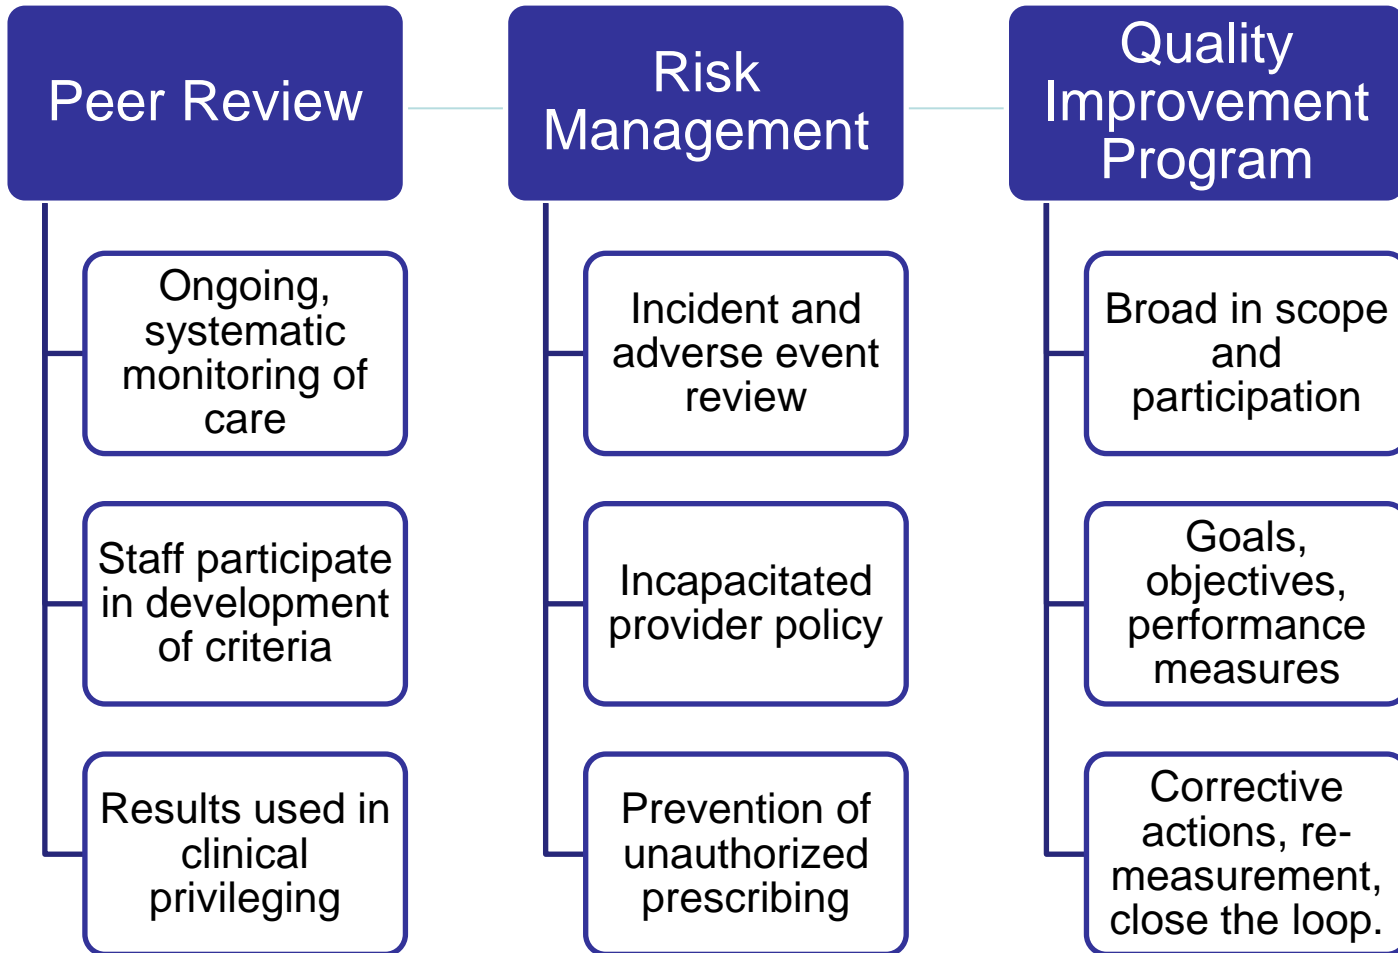 Peer Review
Ongoing,
systematic
monitoring of
care
Staff participate
in development
of criteria
Results used in
clinical
privileging
Risk
Management
Incident and
adverse event
review
Incapacitated
provider policy
Prevention of
unauthorized
prescribing
Quality
Improvement
Program
Broad in scope
and
participation
Goals,
objectives,
performance
measures
Corrective
actions, re-
measurement,
close the loop.